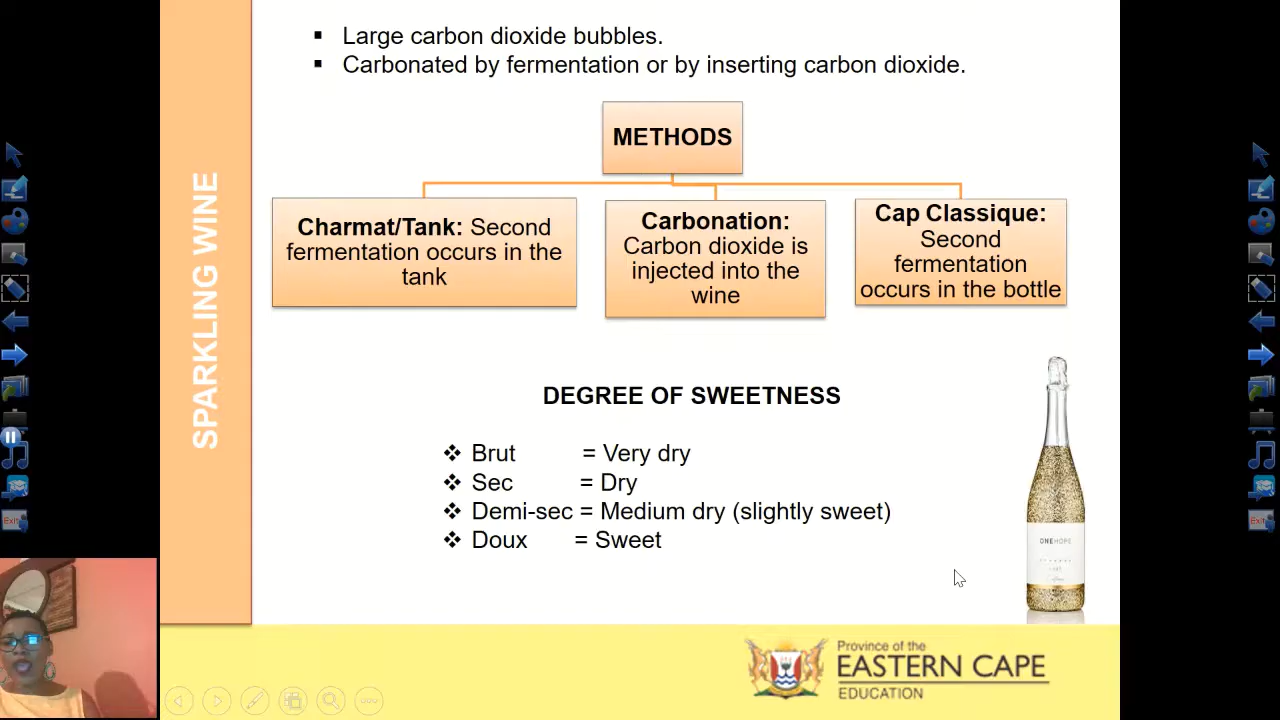 ▪ Large carbon dioxide bubbles.
▪ Carbonated by fermentation or by inserting carbon dioxide.
METHODS
Charmat/Tank: Second
fermentation occurs in the
tank
Carbonation:
Carbon dioxide is
injected into the
wine
Cap Classique:
Second
fermentation
occurs in the bottle
SPARKLING WINE
DEGREE OF SWEETNESS
❖ Brut = Very dry
❖ Sec = Dry
❖ Demi-sec = Medium dry (slightly sweet)
❖ Doux = Sweet
ONEHOPE
Province of the
EASTERN CAPE
EDUCATION
Exit
Exit